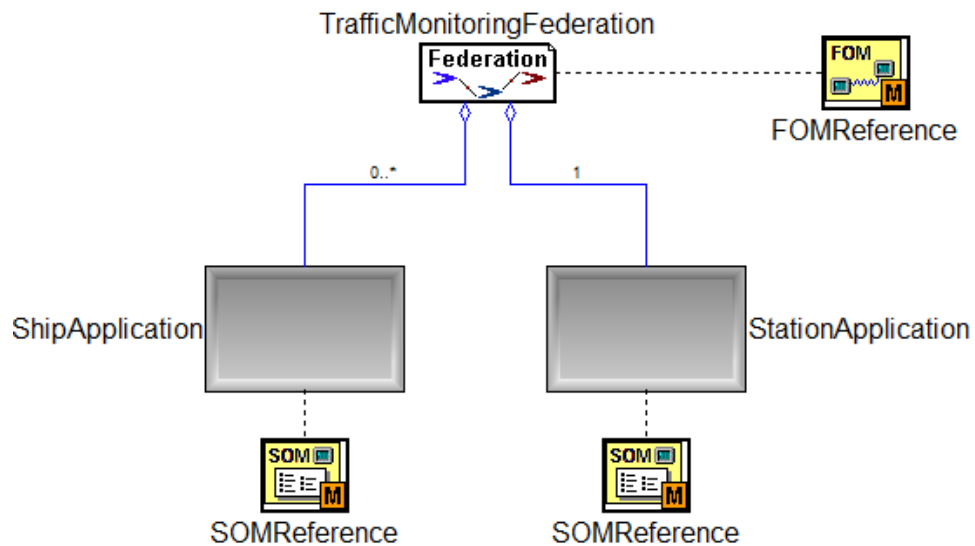 TrafficMonitoringFederation
Federation
FOM
M
FOMReference
0..*
1
ShipApplication
StationApplication
SOM
M
SOMReference
SOM
M
SOMReference